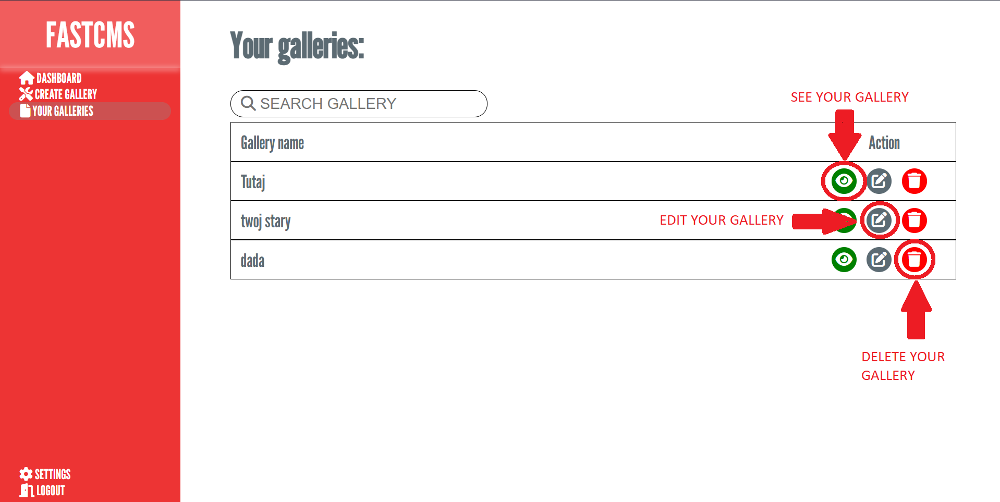 FASTCMS
DASHBOARD
CREATE GALLERY
YOUR GALLERIES
SETTINGS
LOGOUT
Your galleries:
SEARCH GALLERY
SEE YOUR GALLERY
Gallery name
Action
Tutaj
twoj stary
EDIT YOUR GALLERY
dada
DELETE YOUR
GALLERY